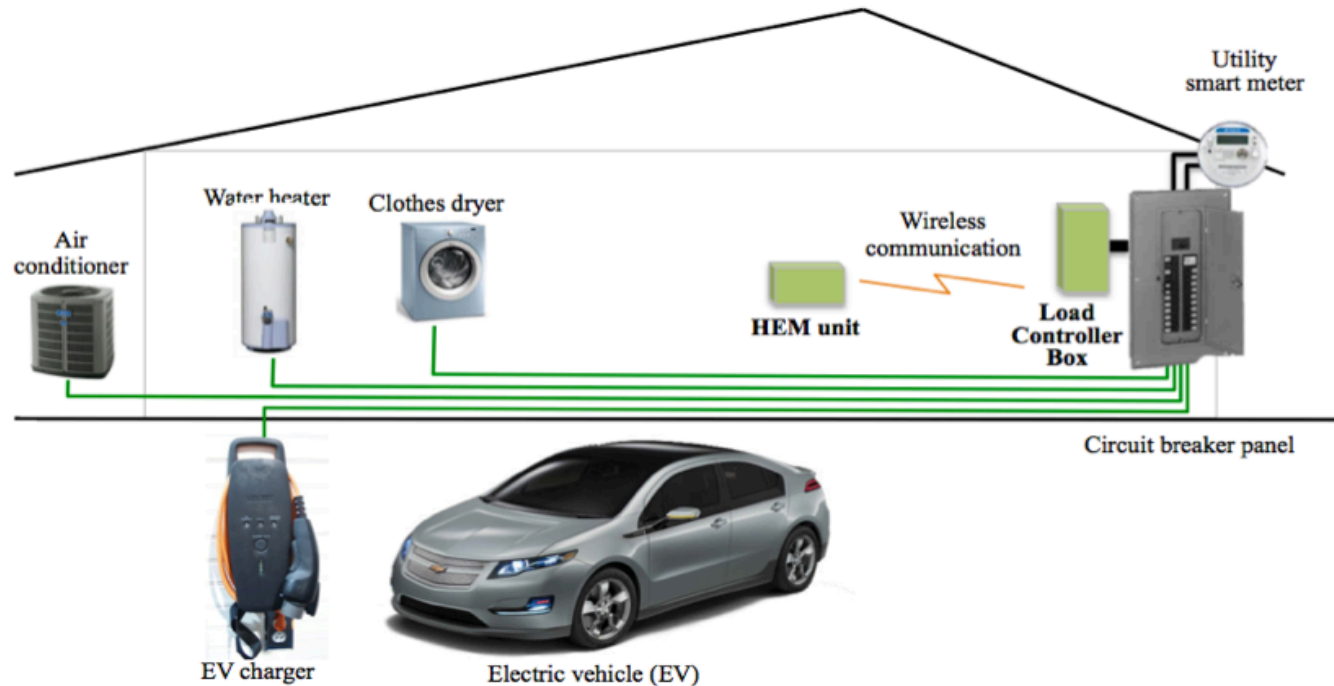 Utility
smart meter
Water heater
Clothes dryer
Air
conditioner
Wireless
communication
HEM unit
Load
Controller
Box
Circuit breaker panel
EV charger
Electric vehicle (EV)